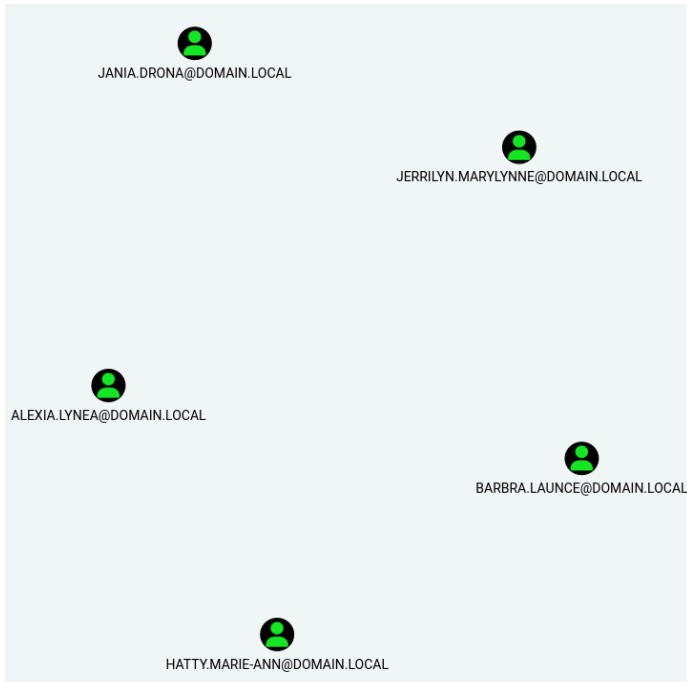 JANIA.DRONA@DOMAIN.LOCAL
JERRILYN.MARYLYNNE@DOMAIN.LOCAL
ALEXIA.LYNEA@DOMAIN.LOCAL
BARBRA.LAUNCE@DOMAIN.LOCAL
HATTY.MARIE-ANN@DOMAIN.LOCAL